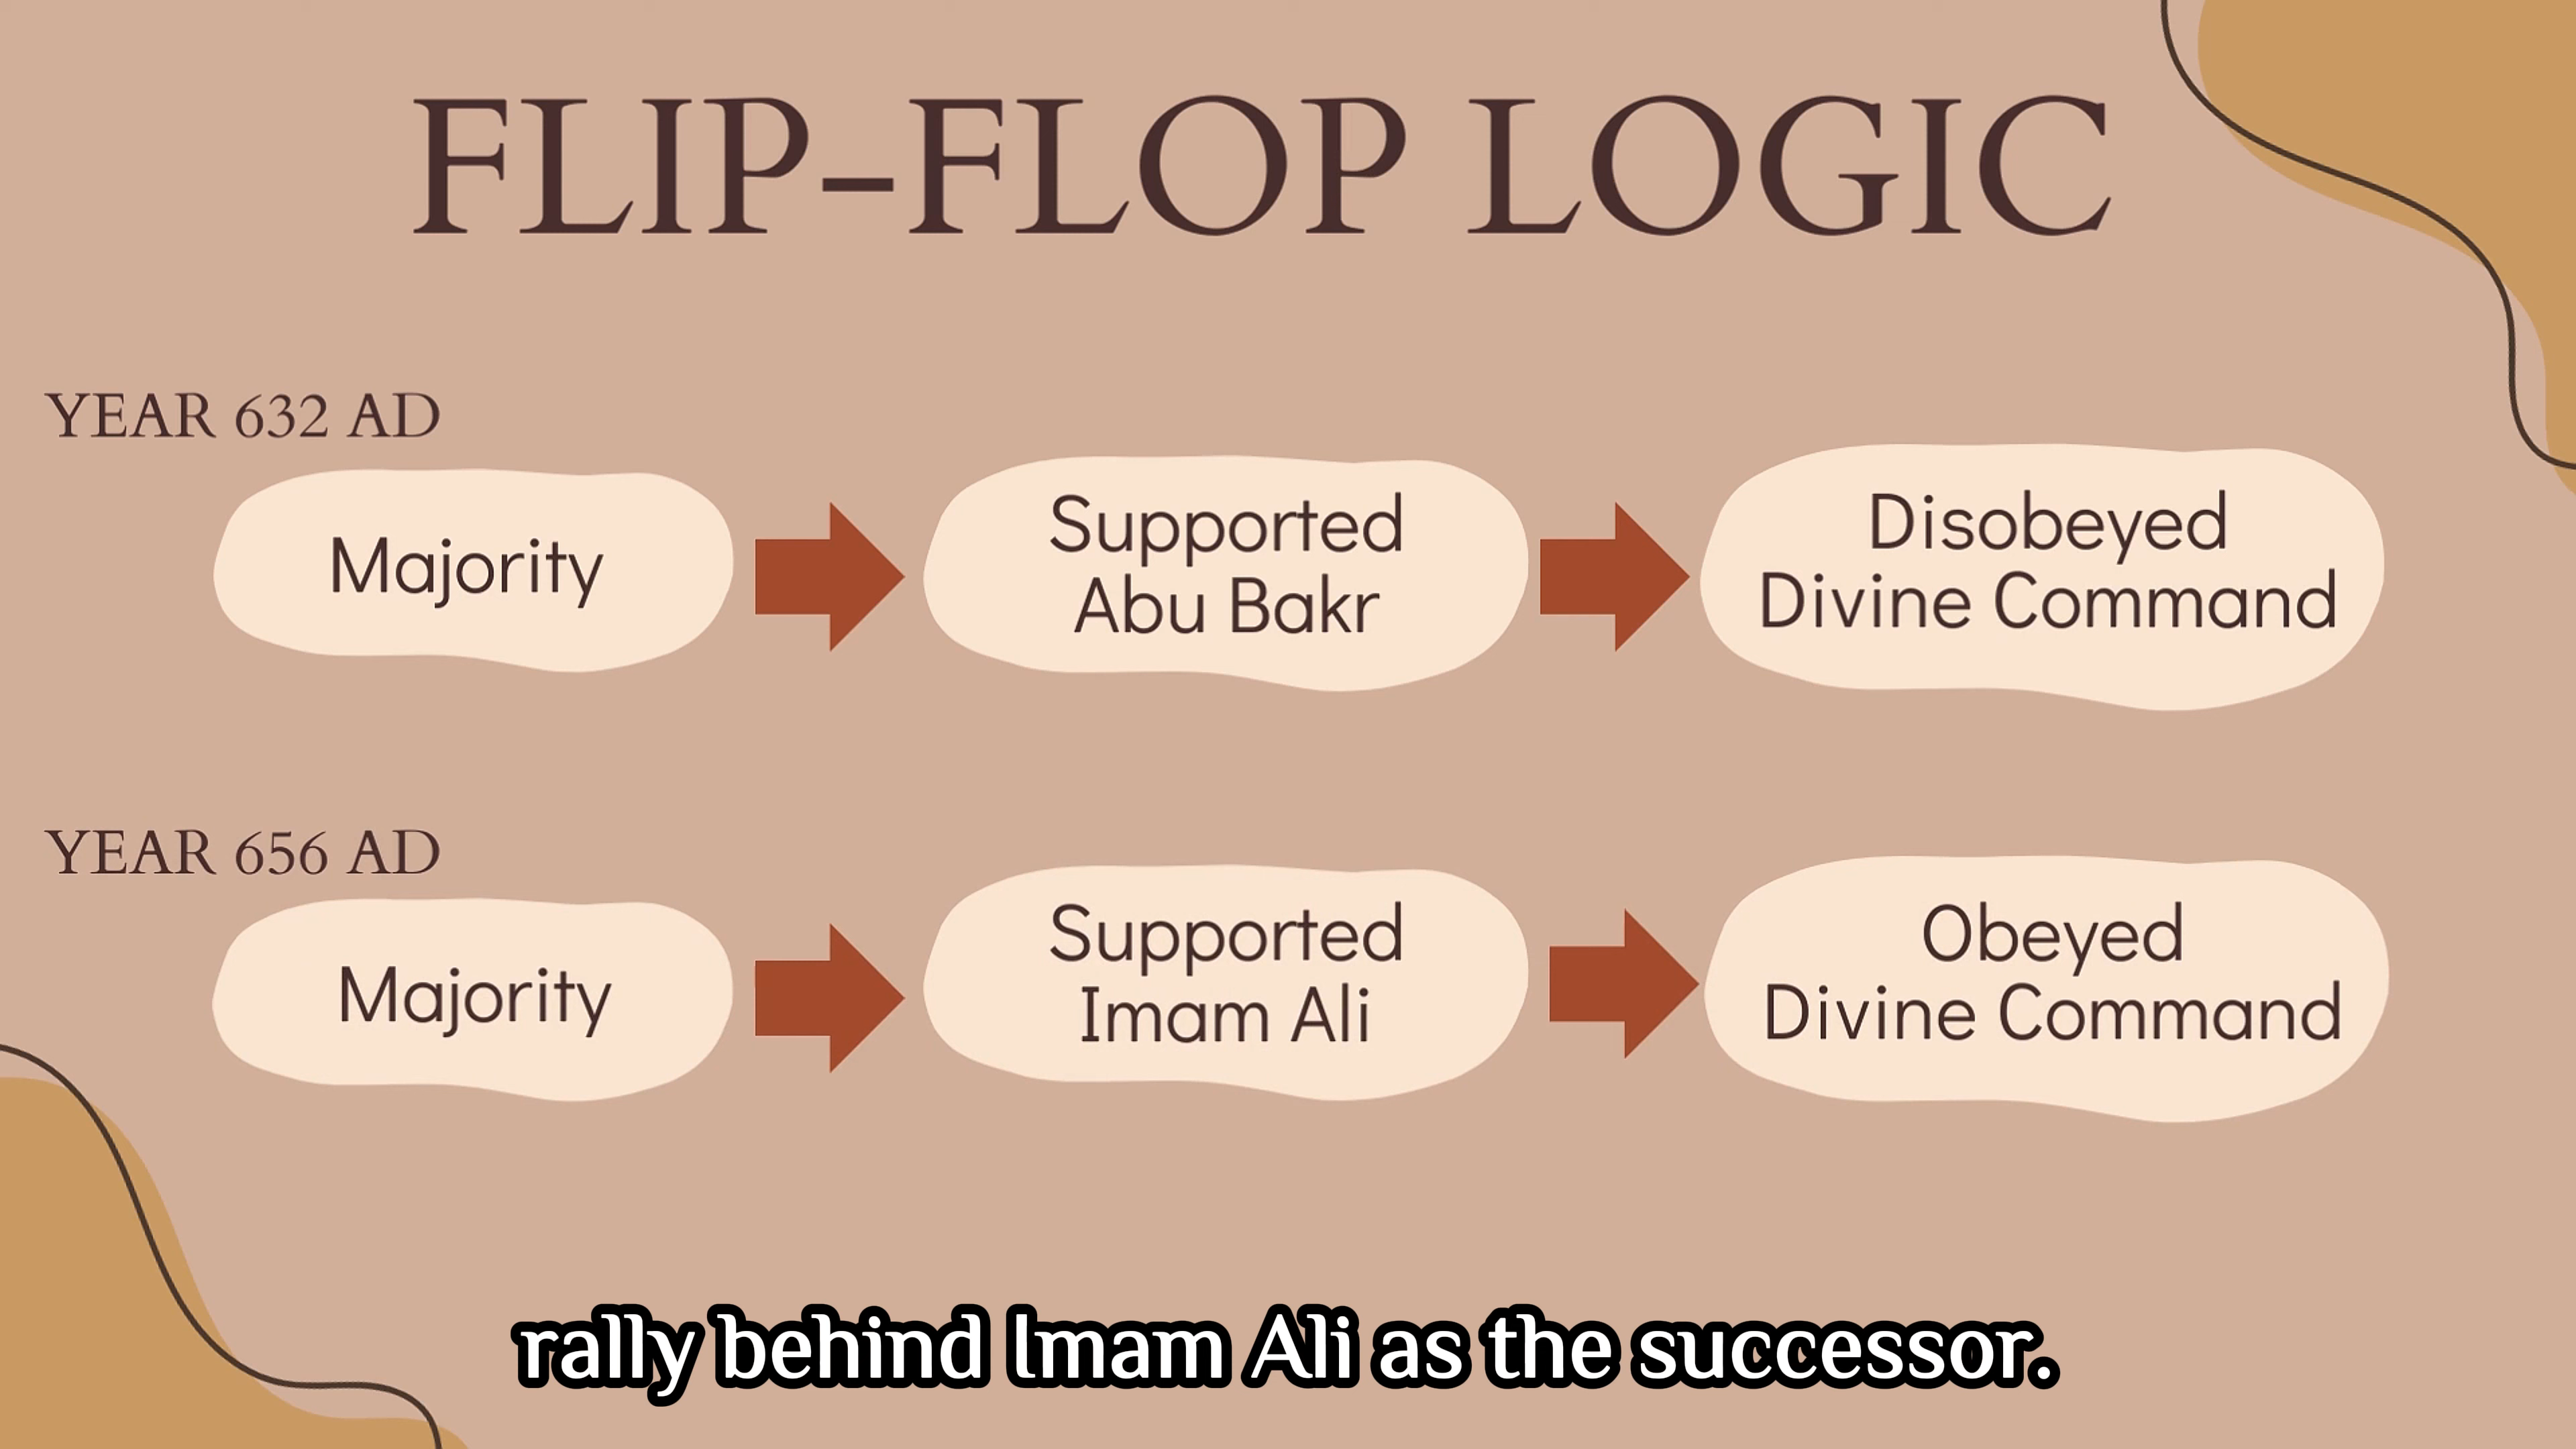 FLIP-FLOP LOGIC
YEAR 632 AD
Majority
Supported
Abu Bakr
Disobeyed
Divine Command
YEAR 656 AD
Majority
Supported
Imam Ali
Obeyed
Divine Command
rally behind Imam Ali as the successor.